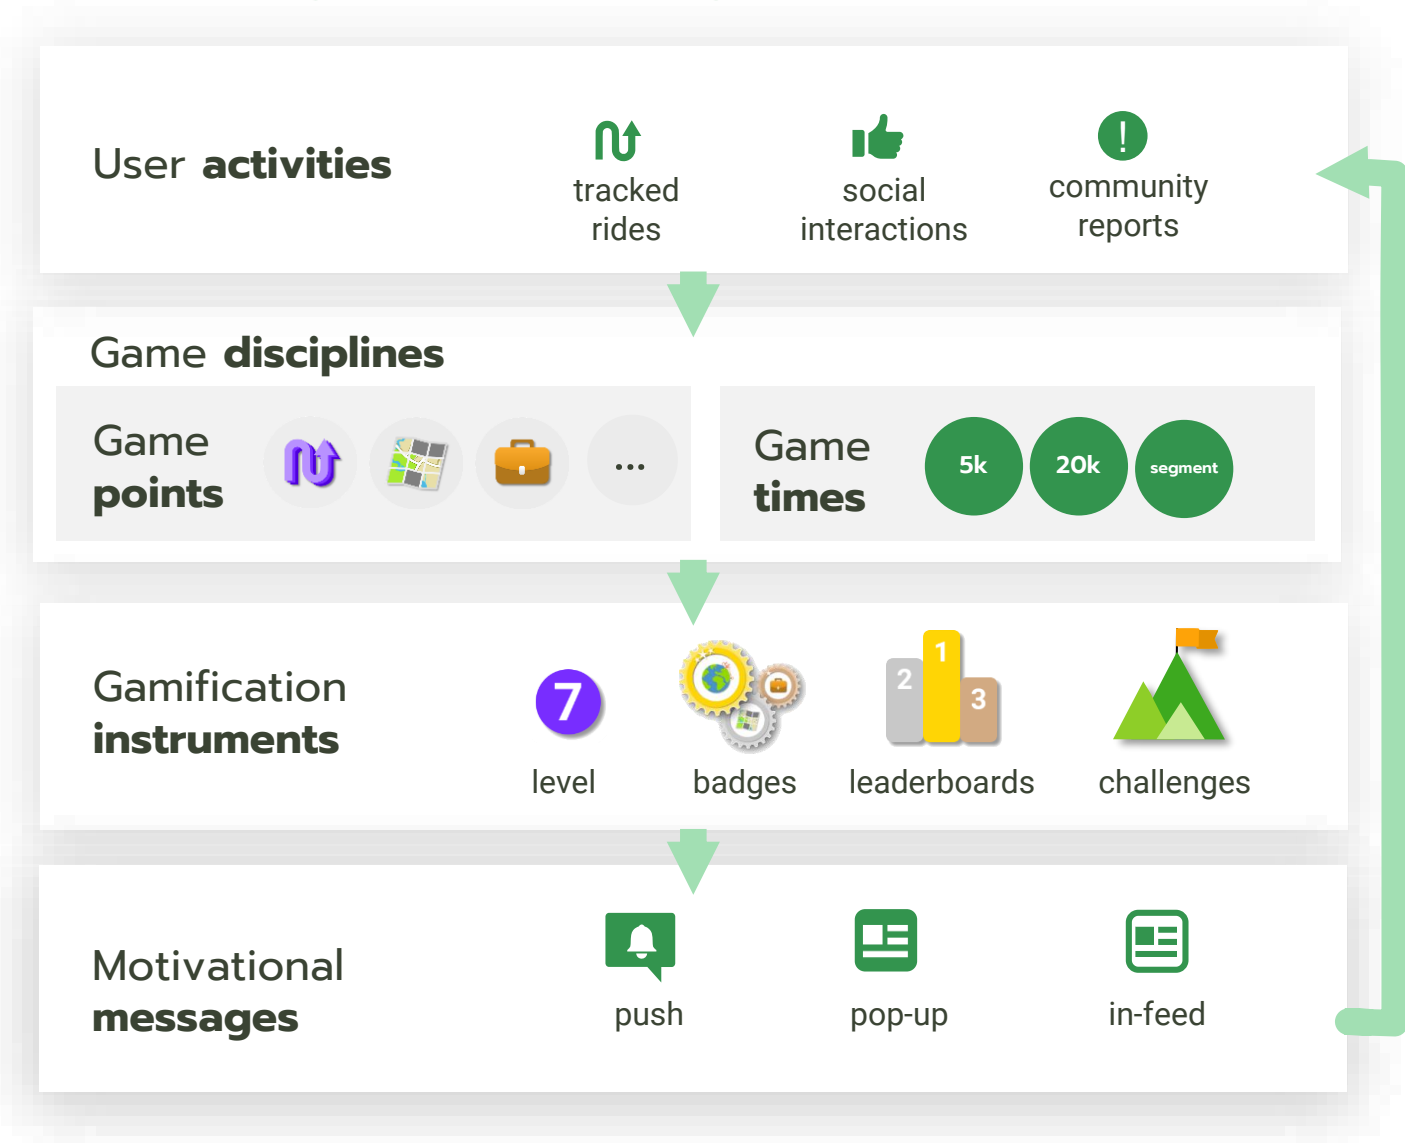 User activities
tracked
rides
social
interactions
!
community
reports
Game disciplines
Game
points
...
Game
times
5k
20k
segment
Gamification
instruments
7
level
badges
2
1
3
leaderboards
challenges
Motivational
messages
push
pop-up
in-feed